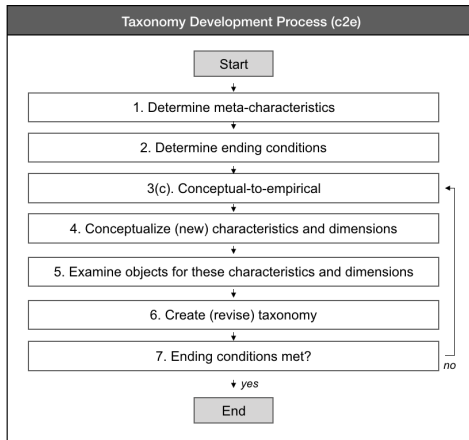 Taxonomy Development Process (c2e)
Start
1. Determine meta-characteristics
2. Determine ending conditions
3(c). Conceptual-to-empirical
4. Conceptualize (new) characteristics and dimensions
5. Examine objects for these characteristics and dimensions
6. Create (revise) taxonomy
7. Ending conditions met?
no
yes
End